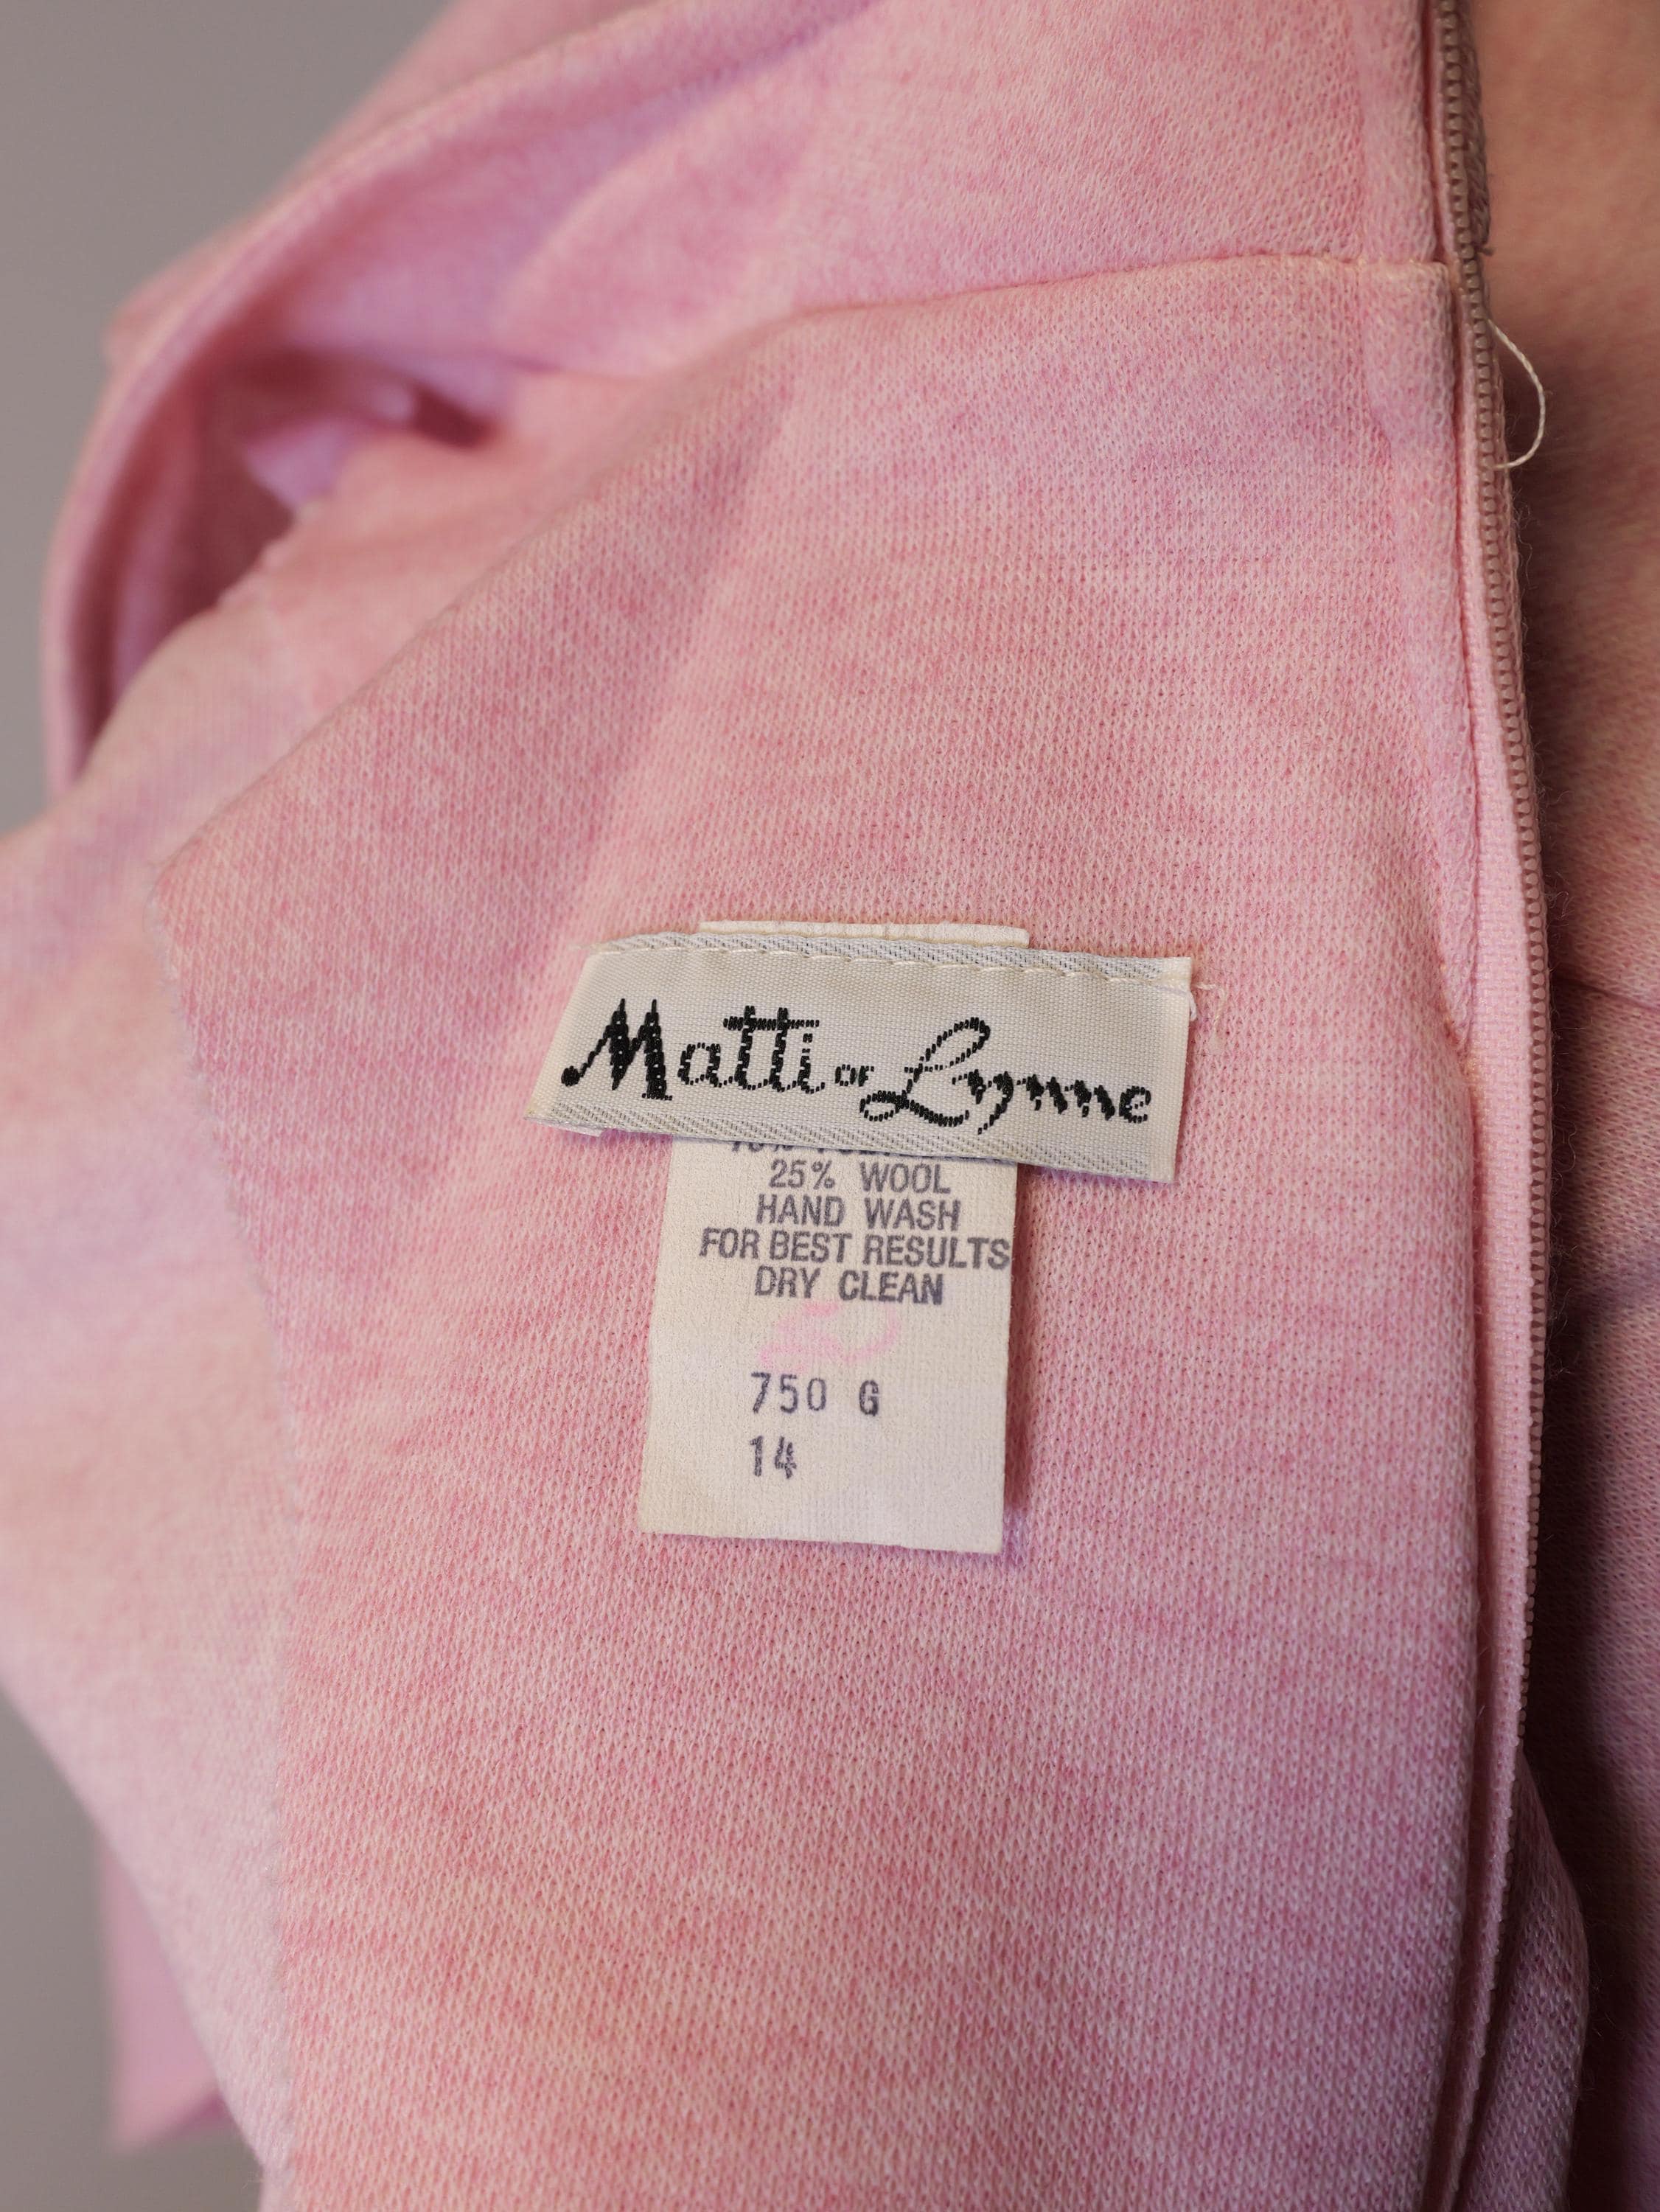 Matti OF Lynne
25% WOOL
HAND WASH
FOR BEST RESULTS
DRY CLEAN
750 G
14